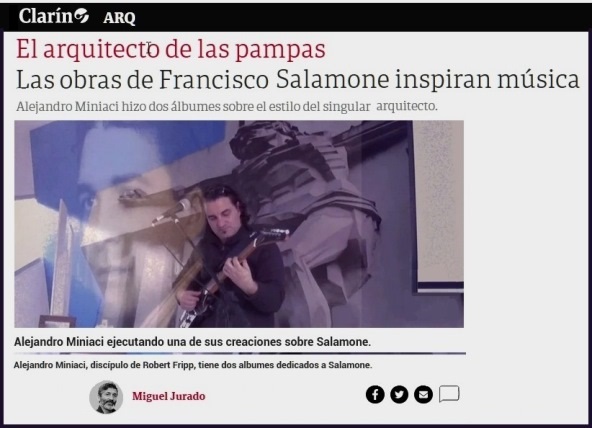 Clarín ARQ
El arquitecto de las pampas
Las obras de Francisco Salamone inspiran música
Alejandro Miniaci hizo dos álbumes sobre el estilo del singular arquitecto.
Alejandro Miniaci ejecutando una de sus creaciones sobre Salamone.
Alejandro Miniaci, discípulo de Robert Fripp, tiene dos albumes dedicados a Salamone.
Miguel Jurado